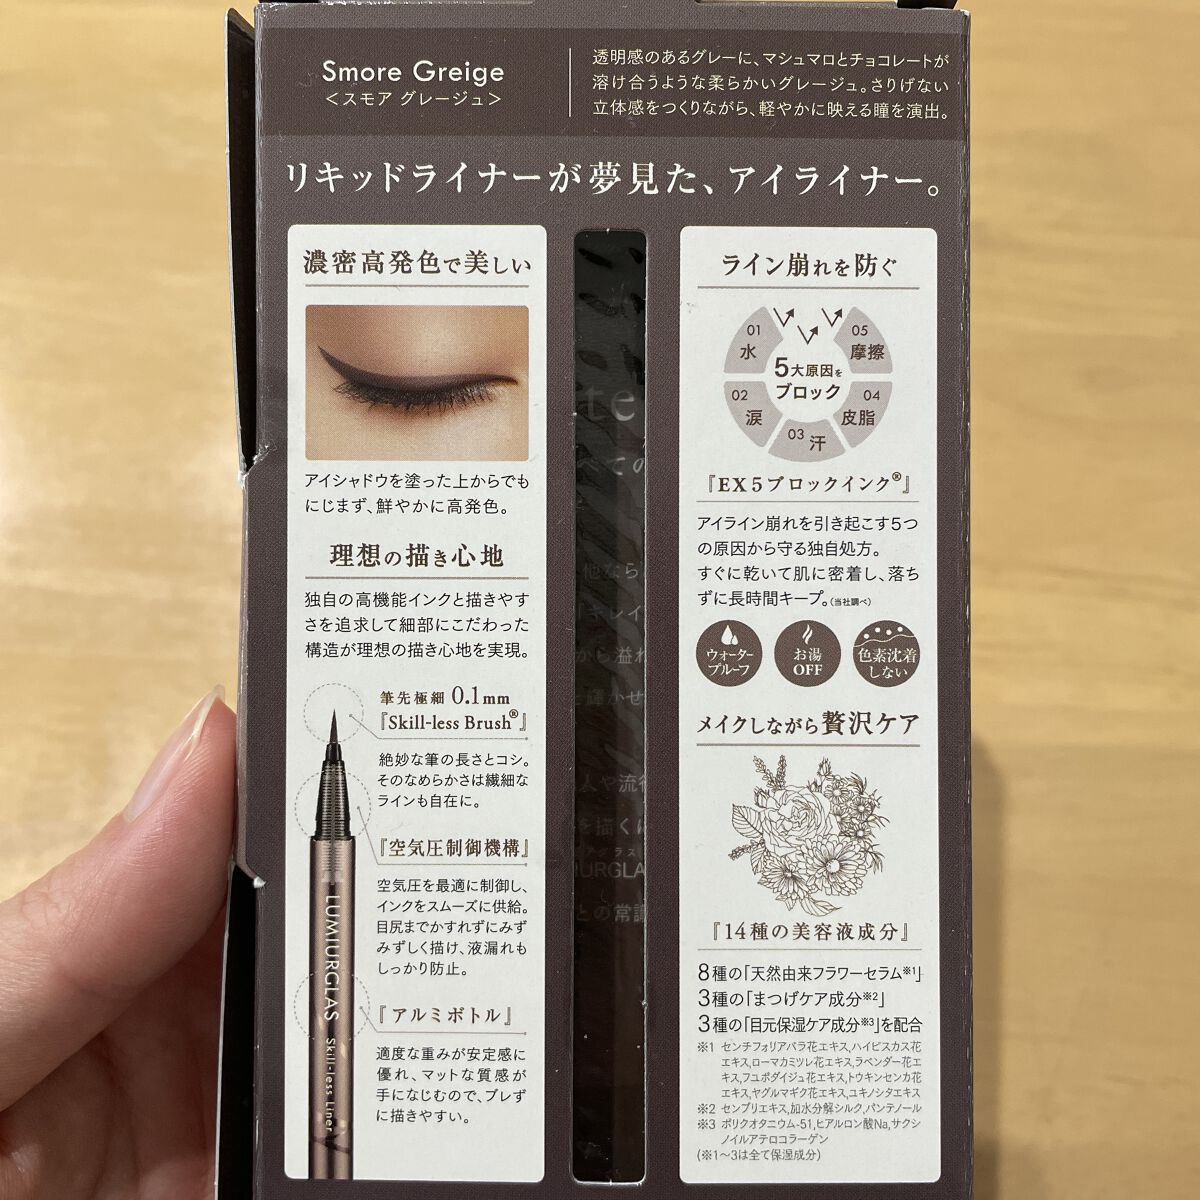 Smore Greige
<スモア グレージュ>
透明感のあるグレーに、マシュマロとチョコレートが
溶け合うような柔らかいグレージュ。さりげない
立体感をつくりながら、軽やかに映える瞳を演出。
リキッドライナーが夢見た、アイライナー。
濃密高発色で美しい
アイシャドウを塗った上からでも
にじまず、鮮やかに高発色。
理想の描き心地
独自の高機能インクと描きやす
さを追求して細部にこだわった
構造が理想の描き心地を実現。
筆先極細 0.1mm
『Skill-less Brush®』
絶妙な筆の長さとコシ。
そのなめらかさは繊細な
ラインも自在に。
『空気圧制御機構』
空気圧を最適に制御し、
インクをスムーズに供給。
目尻までかすれずにみず
みずしく描け、液漏れも
しっかり防止。
『アルミボトル』
適度な重みが安定感に
優れ、マットな質感が
手になじむので、ブレず
に描きやすい。
LUMIURGLAS Skill-less Liner
ライン崩れを防ぐ
01
水
02
涙
03 汗
04
皮脂
05
摩擦
5大原因を
ブロック
『EX5ブロックインク®』
アイライン崩れを引き起こす5つ
の原因から守る独自処方。
すぐに乾いて肌に密着し、落ち
ずに長時間キープ。(当社調べ)
ウォーター
プルーフ
お湯
OFF
色素沈着
しない
メイクしながら贅沢ケア
『14種の美容液成分』
8種の「天然由来フラワーセラム※1」
3種の「まつげケア成分※2」
3種の「目元保湿ケア成分※3」を配合
※1 センチフォリアバラ花エキス,ハイビスカス花
エキス,ローマカミツレ花エキス,ラベンダー花エ
キス,フユボダイジュ花エキス,トウキンセンカ花
エキス,ヤグルマギク花エキス,ユキノシタエキス
※2 センブリエキス,加水分解シルク,パンテノール
※3 ポリクオタニウム-51,ヒアルロン酸Na,サクシ
ノイルアテロコラーゲン
(※1～3は全て保湿成分)